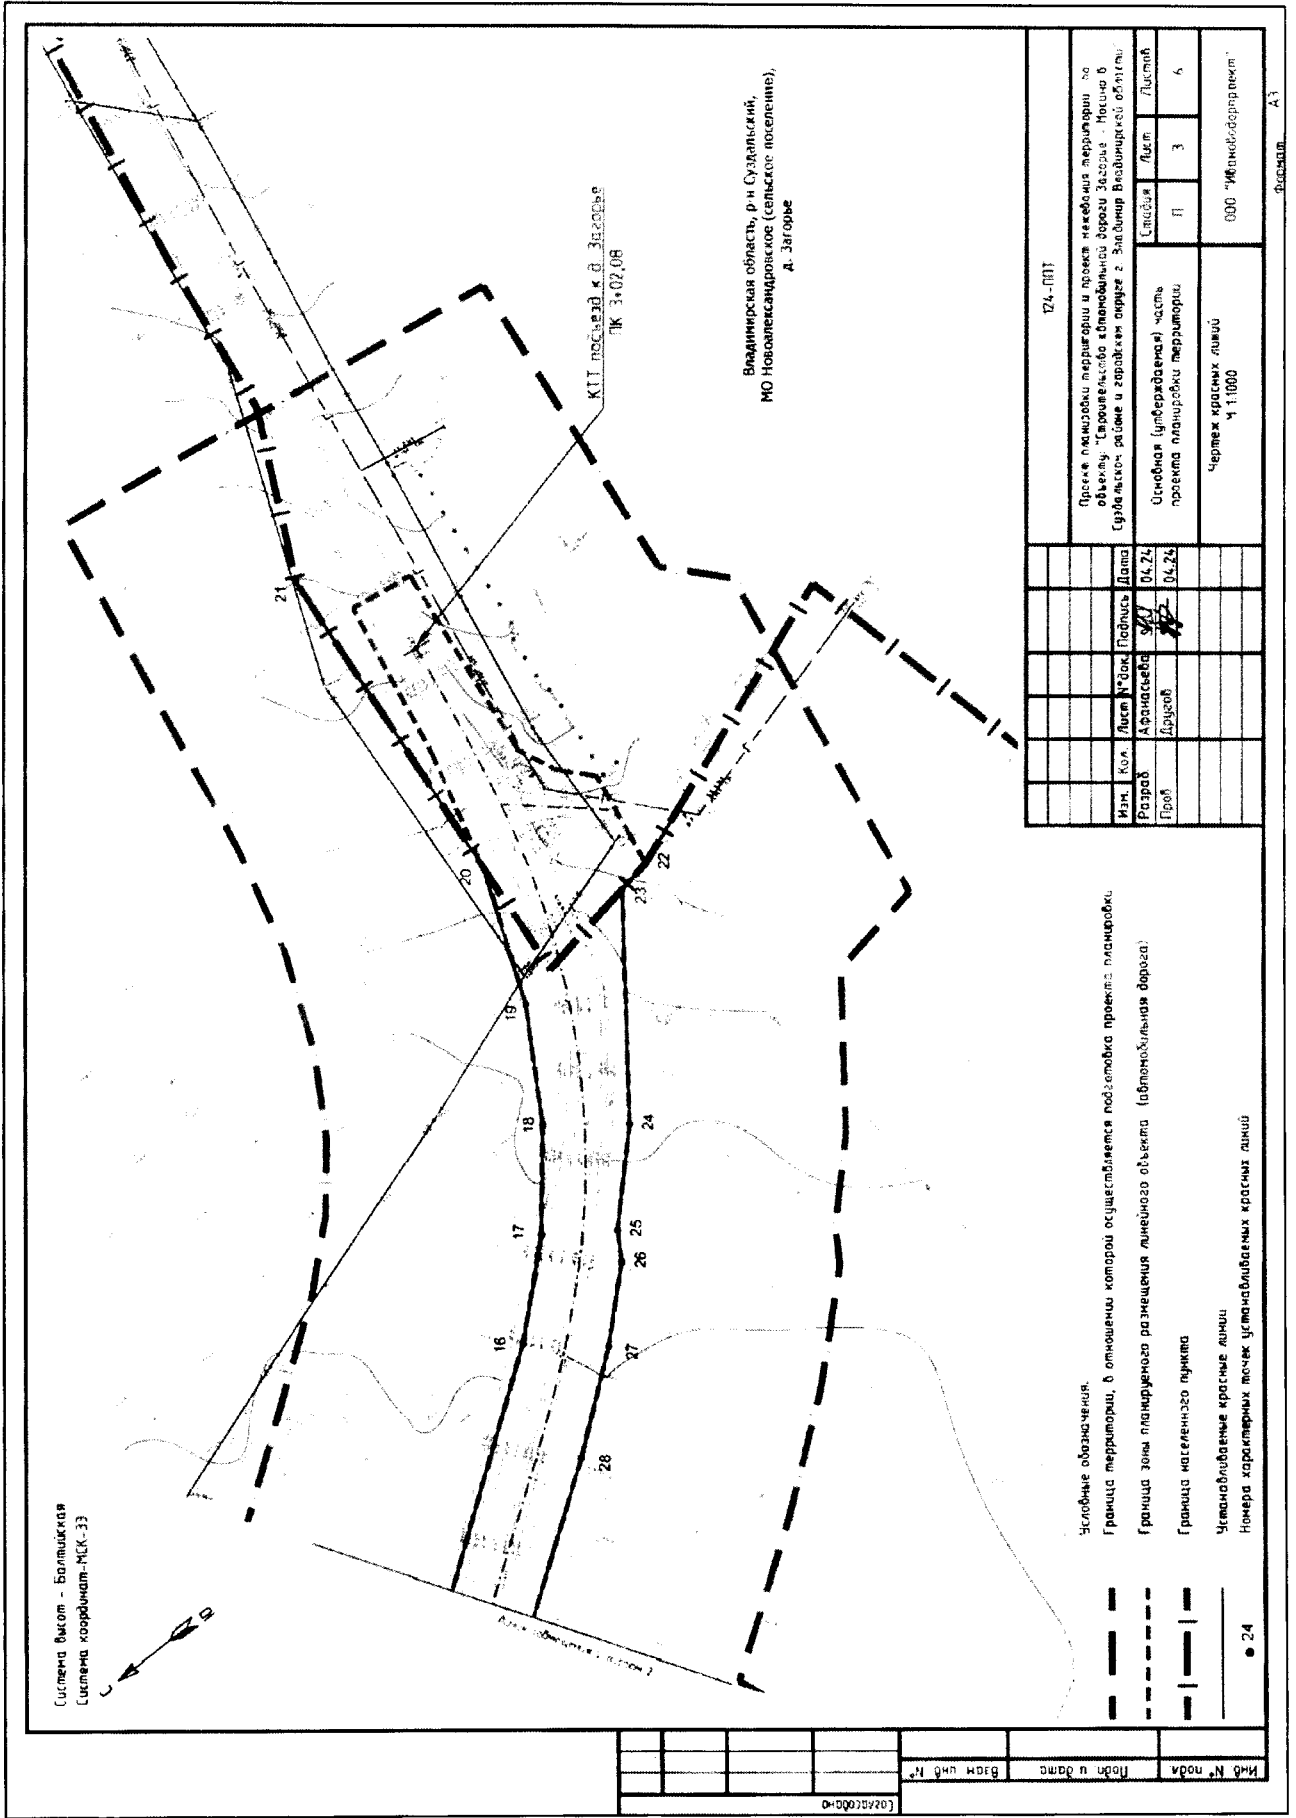 Система высот - Балтийская
Система координат-МСК-33
С
Ю
КТТ подъезд к д. Загорье
ПК 3+02,08
Владимирская область, р-н Суздальский,
МО Новоалександровское (сельское поселение),
д. Загорье
16
17
18
19
20
21
22
23
24
25
26
27
28
Условные обозначения:
Граница территории, в отношении которой осуществляется подготовка проекта планировки
Граница зоны планируемого размещения линейного объекта (автомобильная дорога)
Граница населенного пункта
Устанавливаемые красные линии
24
Номера характерных точек устанавливаемых красных линий
124-ППТ
Проект планировки территории и проект межевания территории по
объекту: "Строительство автомобильной дороги Загорье - Мосино в
Суздальском районе и городском округе г. Владимир Владимирской области"
Изм. Кол. Лист №док. Подпись Дата
Разраб Афанасьева 04.24
Пров Другов 04.24
Основная (утверждаемая) часть
проекта планировки территории
Стадия Лист Листов
П 3 6
Чертеж красных линий
М 1:1000
ООО "Ивановодорпроект"
Формат А3
Согласовано
Взам. инв. №
Подп. и дата
Инв. № подл.